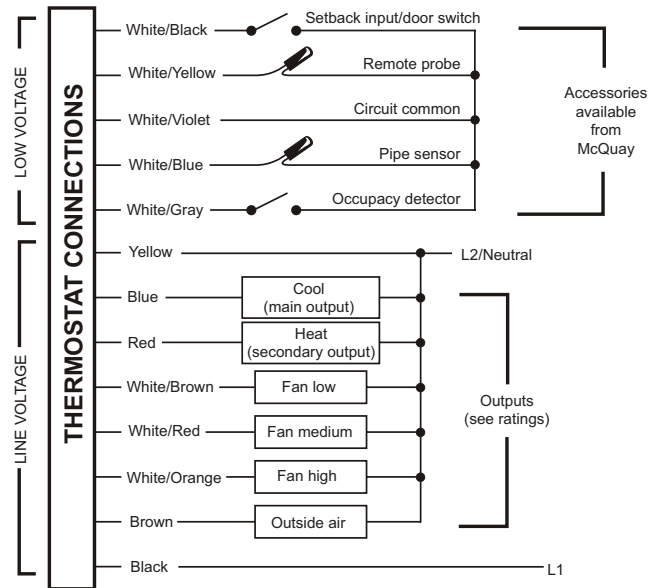 THERMOSTAT CONNECTIONS
LOW VOLTAGE
White/Black
Setback input/door switch
White/Yellow
Remote probe
White/Violet
Circuit common
White/Blue
Pipe sensor
White/Gray
Occupancy detector
Accessories
available
from
McQuay
LINE VOLTAGE
Yellow
L2/Neutral
Blue
Cool
(main output)
Red
Heat
(secondary output)
White/Brown
Fan low
White/Red
Fan medium
White/Orange
Fan high
Brown
Outside air
Outputs
(see ratings)
Black
L1